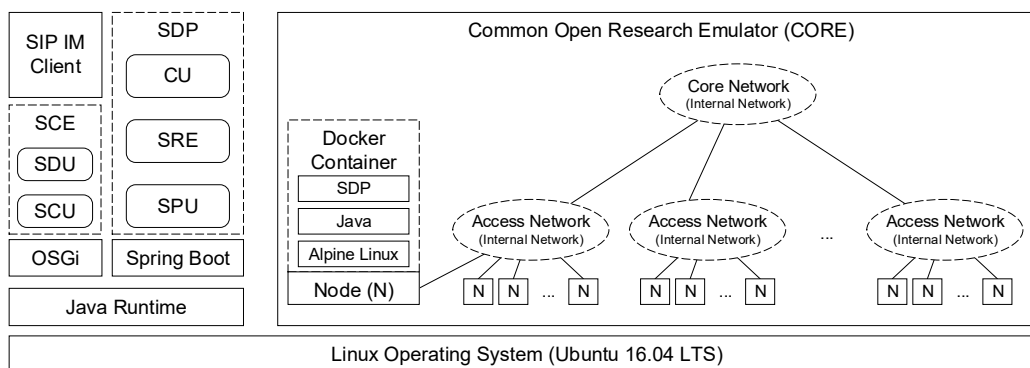 SIP IM
Client
SCE
SDU
SCU
OSGi
SDP
CU
SRE
SPU
Spring Boot
Java Runtime
Common Open Research Emulator (CORE)
Core Network
(Internal Network)
Docker
Container
SDP
Java
Alpine Linux
Node (N)
Access Network
(Internal Network)
N N ... N
Access Network
(Internal Network)
N N ... N
...
Access Network
(Internal Network)
N N ... N
Linux Operating System (Ubuntu 16.04 LTS)